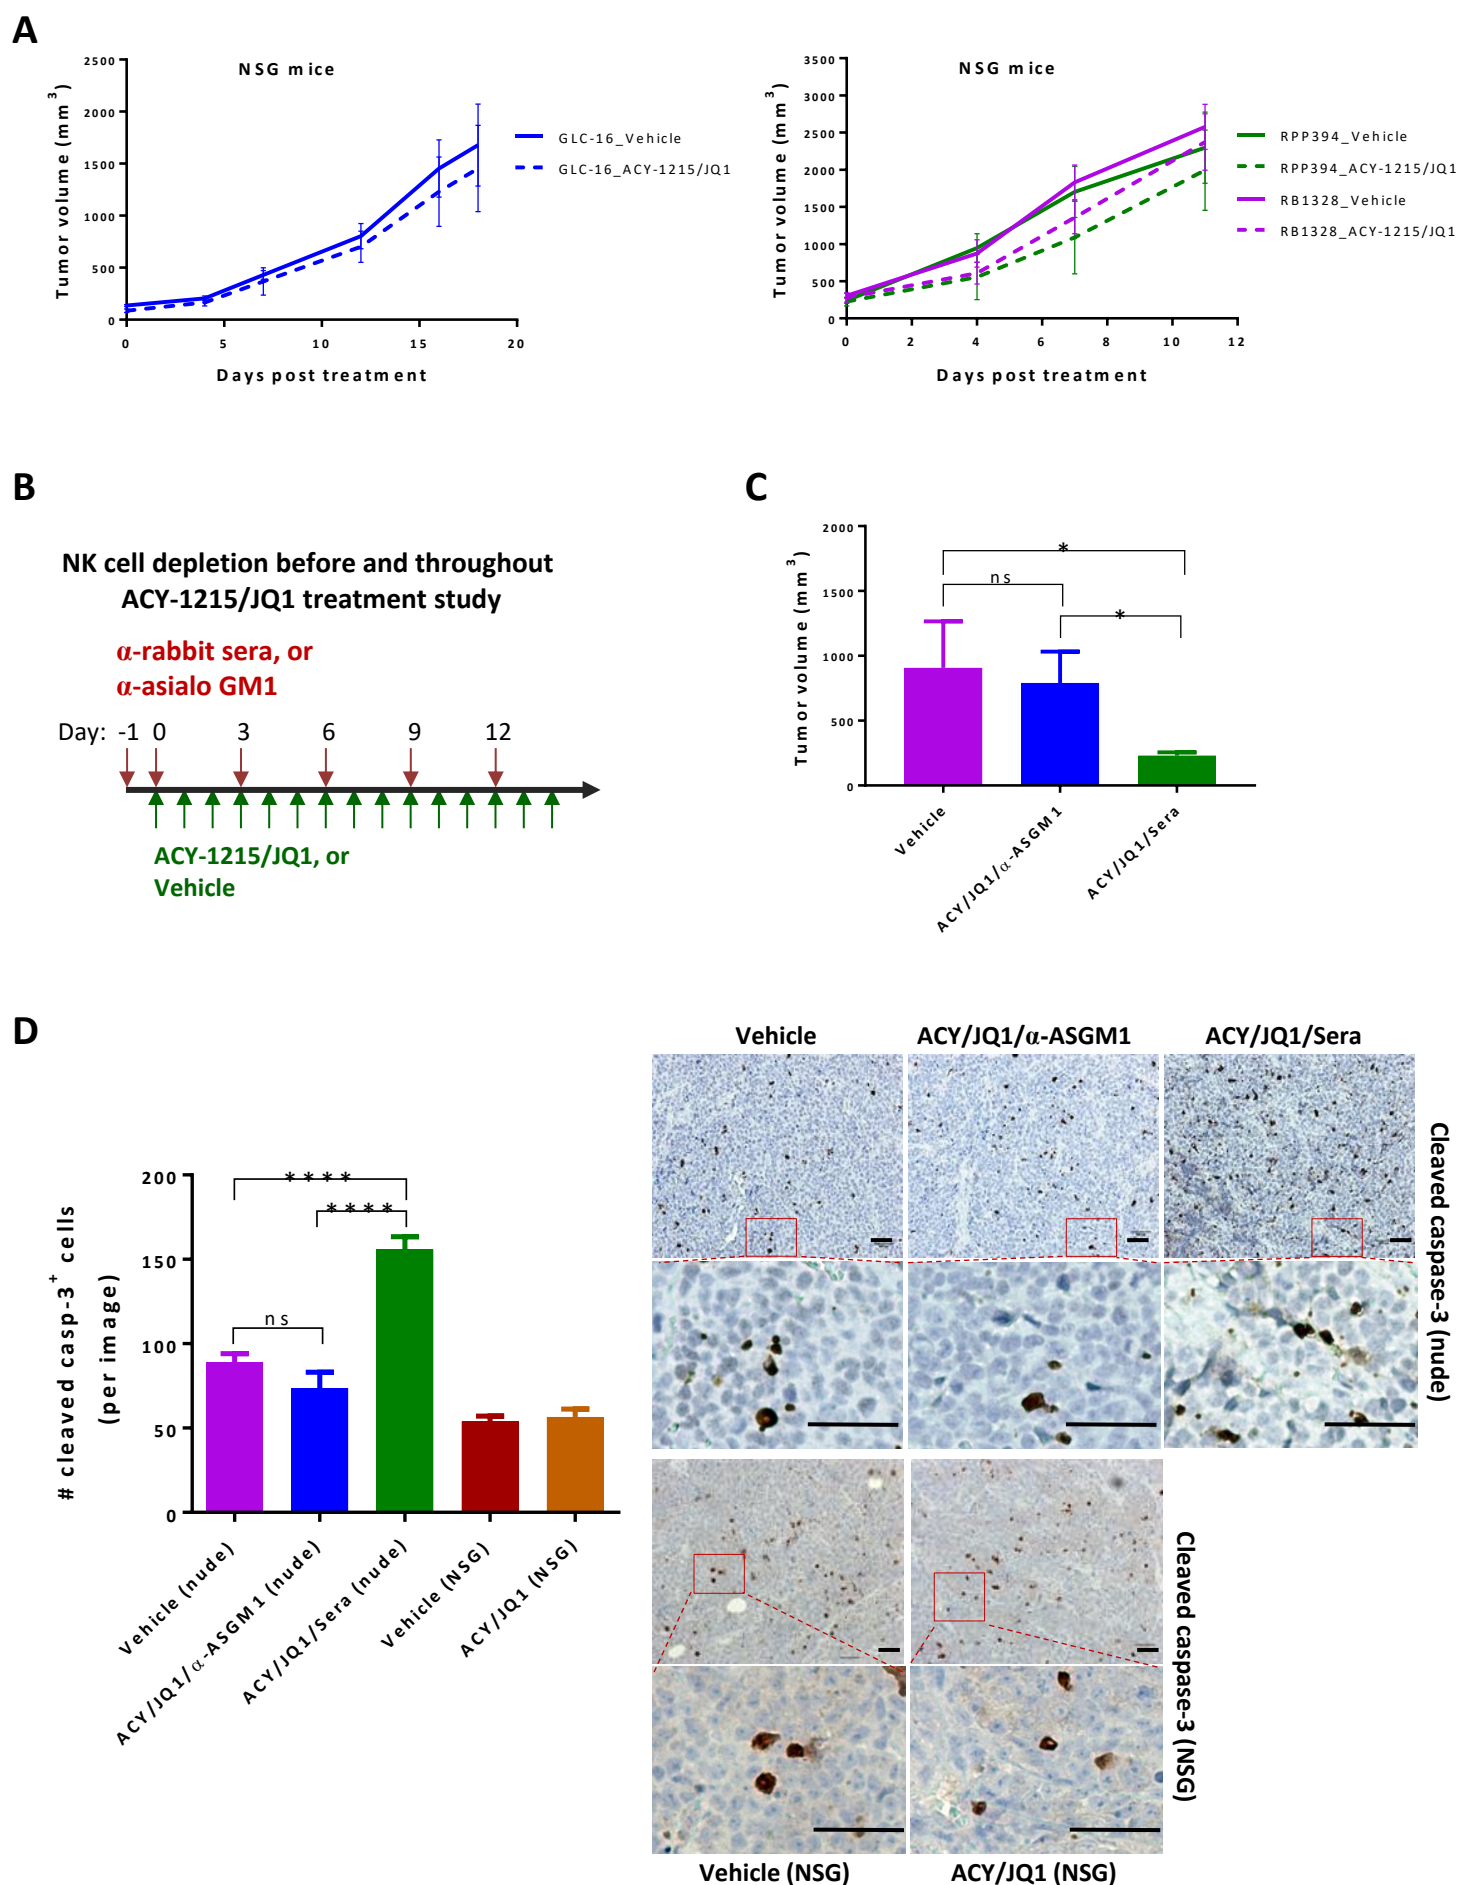 A
NSG mice
Tumor volume (mm³)
2500
2000
1500
1000
500
0
0 5 10 15 20
Days post treatment
GLC-16_Vehicle
GLC-16_ACY-1215/JQ1
NSG mice
Tumor volume (mm³)
3500
3000
2500
2000
1500
1000
500
0
0 2 4 6 8 10 12
Days post treatment
RPP394_Vehicle
RPP394_ACY-1215/JQ1
RB1328_Vehicle
RB1328_ACY-1215/JQ1
B
NK cell depletion before and throughout
ACY-1215/JQ1 treatment study
α-rabbit sera, or
α-asialo GM1
Day: -1 0 3 6 9 12
ACY-1215/JQ1, or
Vehicle
C
Tumor volume (mm³)
2000
1500
1000
500
0
*
ns
*
Vehicle
ACY/JQ1/α-ASGM1
ACY/JQ1/Sera
D
# cleaved casp-3⁺ cells
(per image)
200
150
100
50
0
****
****
ns
Vehicle (nude)
ACY/JQ1/α-ASGM1 (nude)
ACY/JQ1/Sera (nude)
Vehicle (NSG)
ACY/JQ1 (NSG)
Vehicle ACY/JQ1/α-ASGM1 ACY/JQ1/Sera
Cleaved caspase-3 (nude)
Cleaved caspase-3 (NSG)
Vehicle (NSG) ACY/JQ1 (NSG)